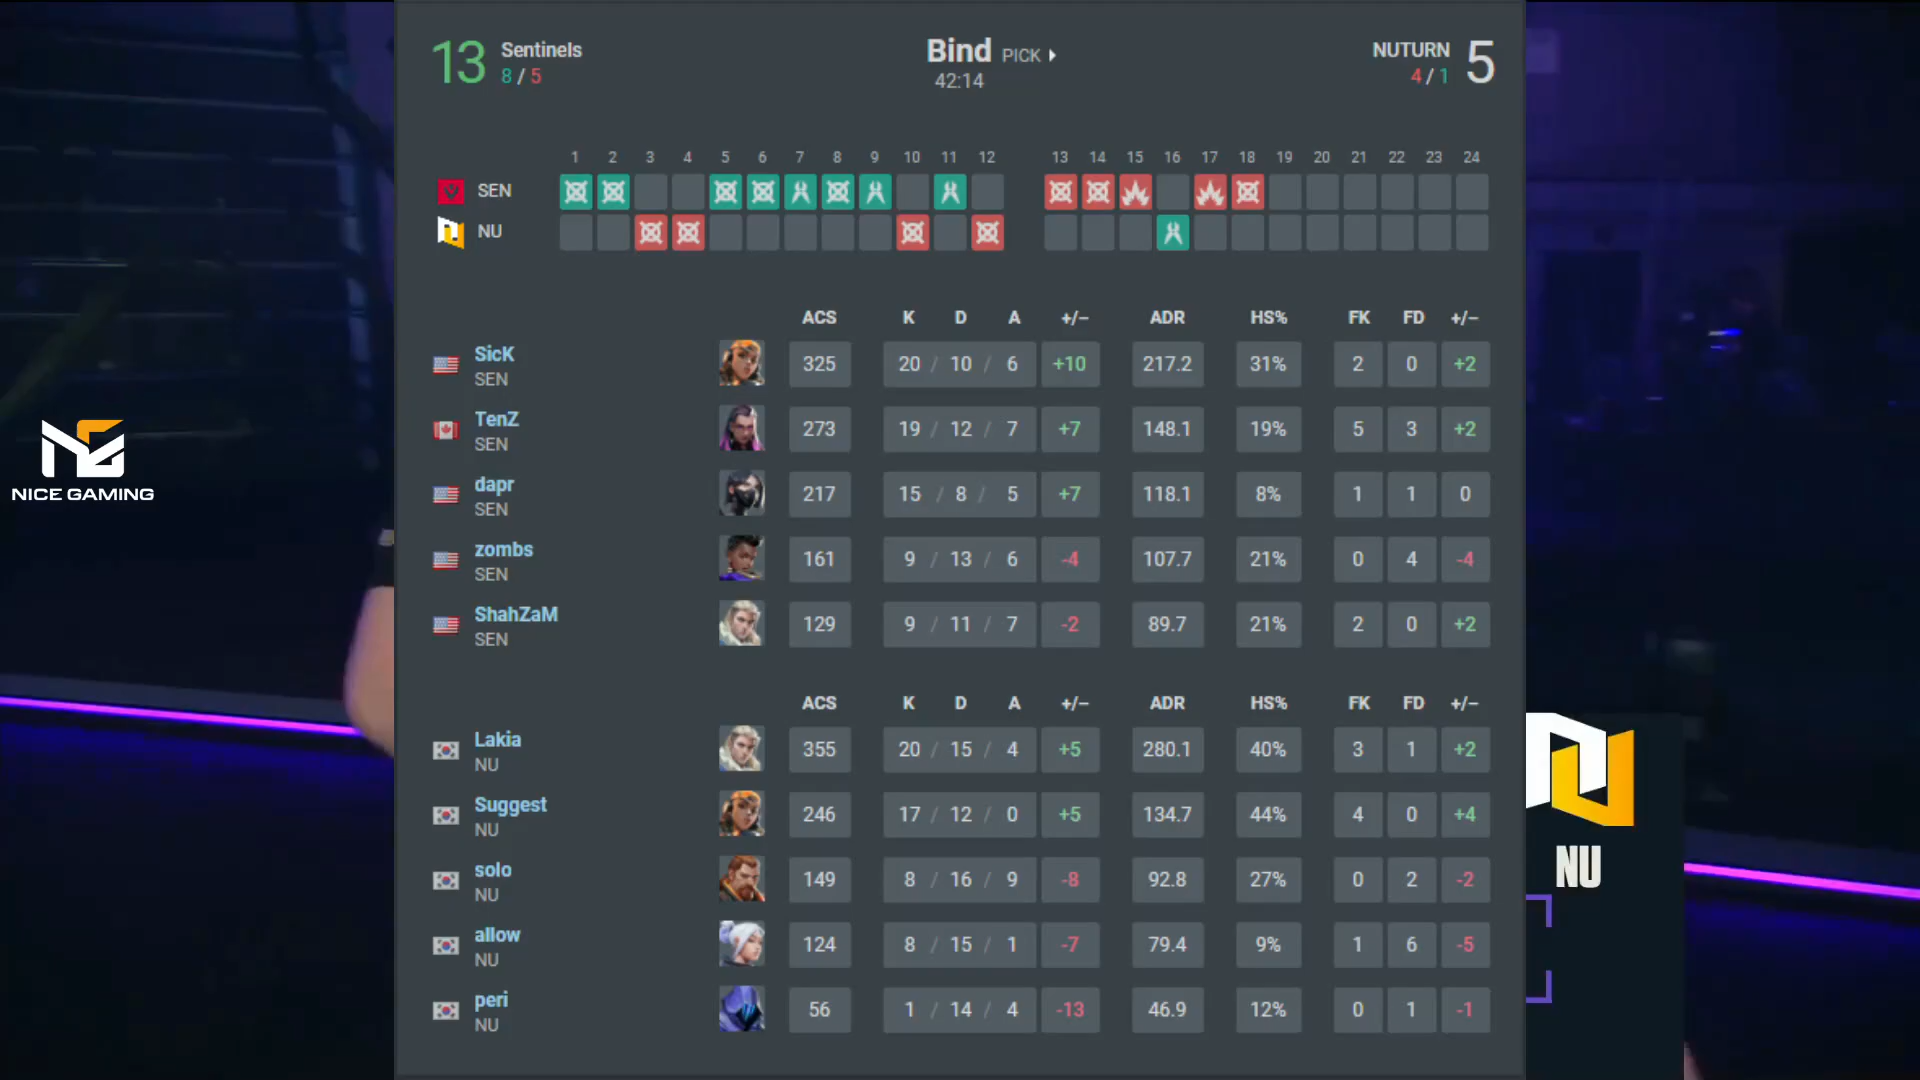 13 Sentinels Bind PICK NUTURN 5
8 / 5 42:14 4 / 1
1 2 3 4 5 6 7 8 9 10 11 12 13 14 15 16 17 18 19 20 21 22 23 24
SEN
NU
ACS K D A +/− ADR HS% FK FD +/−
SicK 325 20 / 10 / 6 +10 217.2 31% 2 0 +2
SEN
TenZ 273 19 / 12 / 7 +7 148.1 19% 5 3 +2
SEN
dapr 217 15 / 8 / 5 +7 118.1 8% 1 1 0
SEN
zombs 161 9 / 13 / 6 -4 107.7 21% 0 4 -4
SEN
ShahZaM 129 9 / 11 / 7 -2 89.7 21% 2 0 +2
SEN
ACS K D A +/− ADR HS% FK FD +/−
Lakia 355 20 / 15 / 4 +5 280.1 40% 3 1 +2
NU
Suggest 246 17 / 12 / 0 +5 134.7 44% 4 0 +4
NU
solo 149 8 / 16 / 9 -8 92.8 27% 0 2 -2
NU
allow 124 8 / 15 / 1 -7 79.4 9% 1 6 -5
NU
peri 56 1 / 14 / 4 -13 46.9 12% 0 1 -1
NU
NICE GAMING
NU